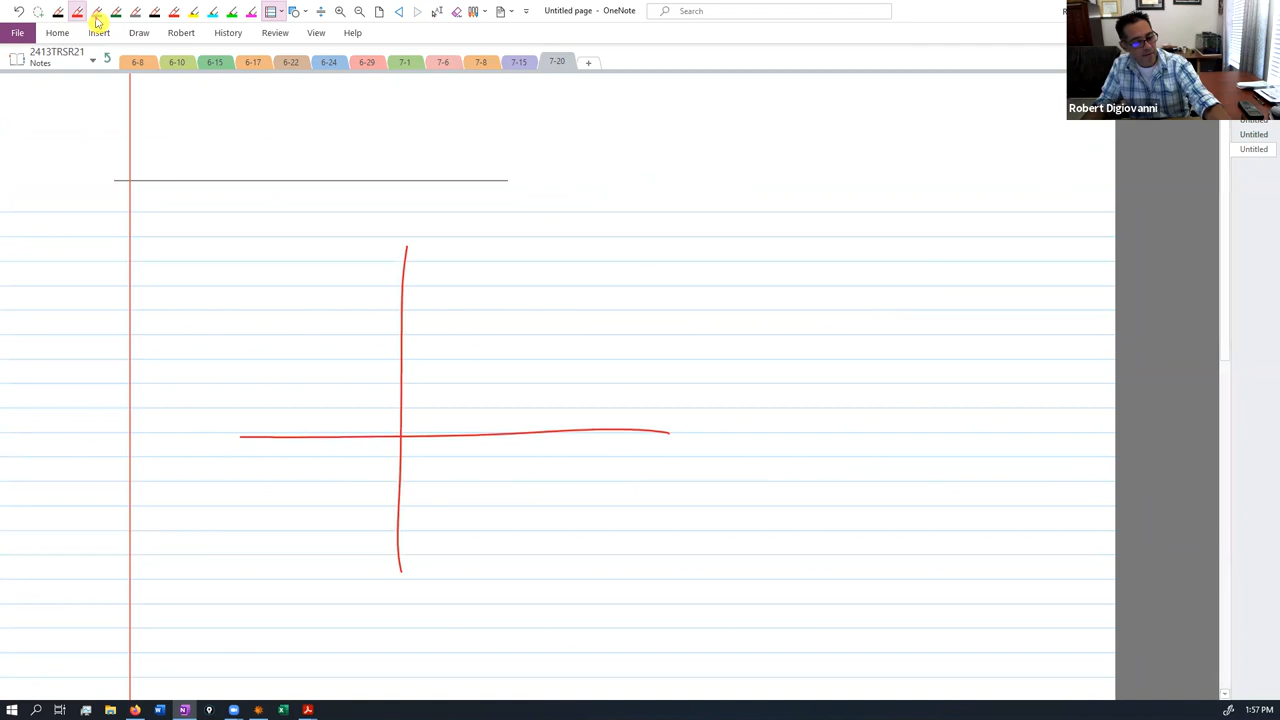 Untitled page - OneNote
Search
File Home Insert Draw Robert History Review View Help
2413TRSR21
Notes
6-8 6-10 6-15 6-17 6-22 6-24 6-29 7-1 7-6 7-8 7-15 7-20
Robert Digiovanni
Untitled
Untitled
Untitled
1:57 PM